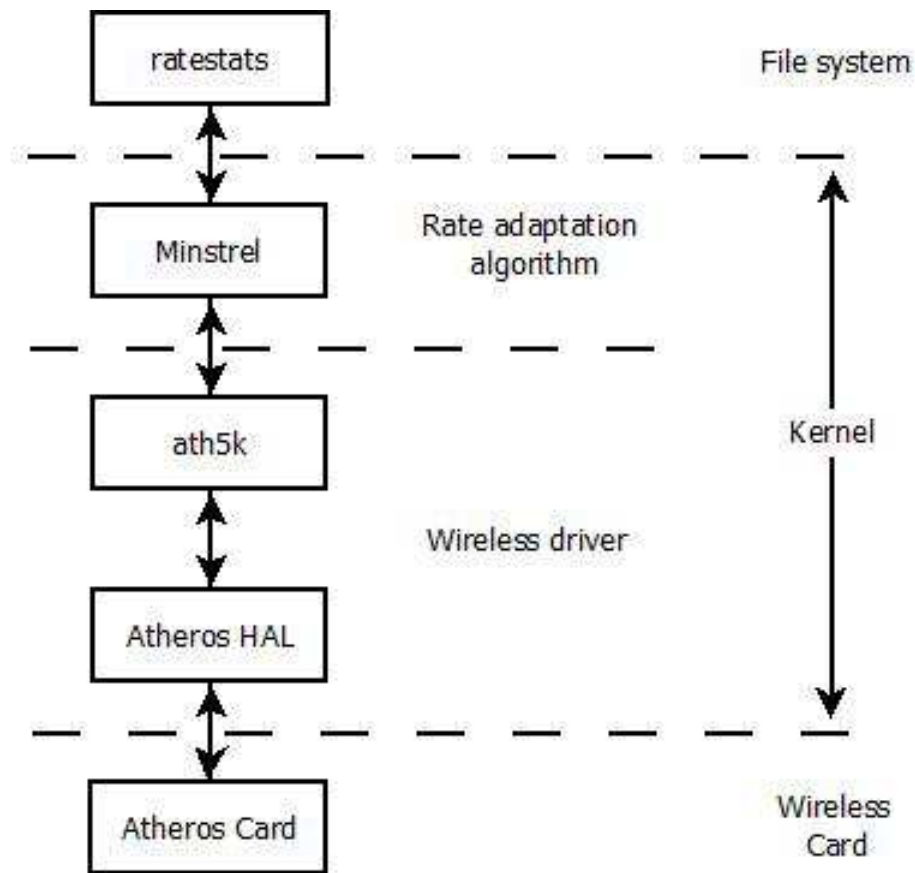 ratestats
File system
Minstrel
Rate adaptation
algorithm
ath5k
Kernel
Wireless driver
Atheros HAL
Atheros Card
Wireless
Card